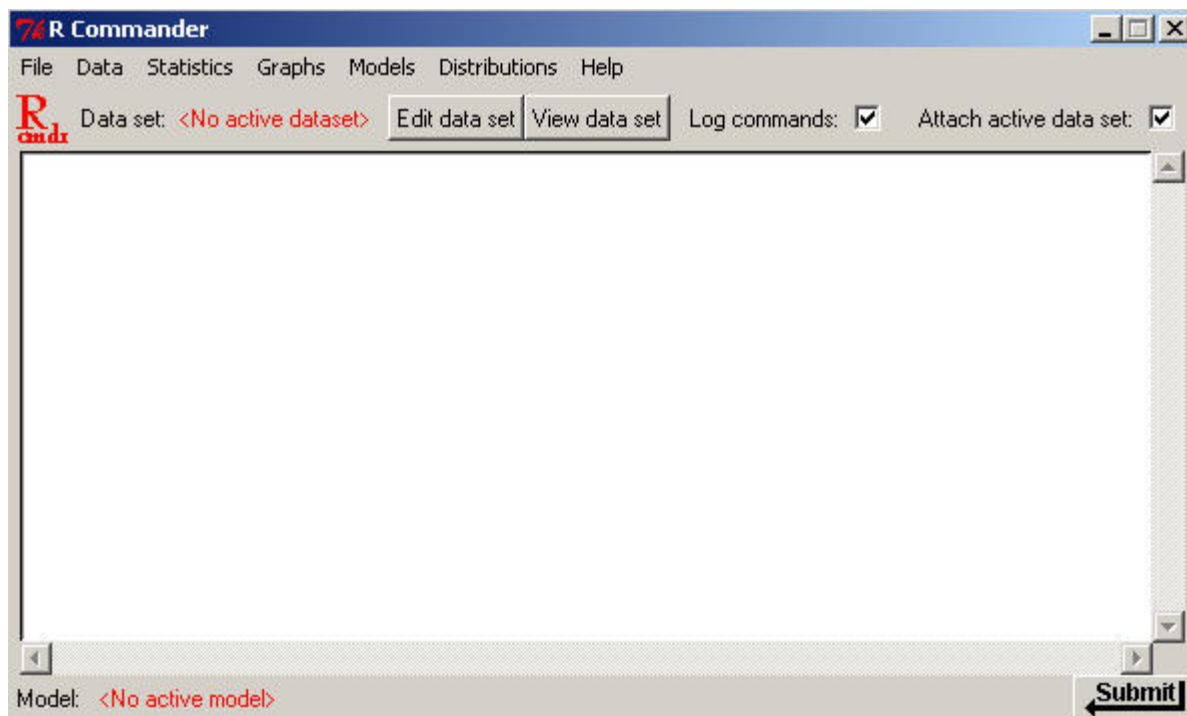 R Commander
File Data Statistics Graphs Models Distributions Help
R cmdr Data set: <No active dataset> Edit data set View data set Log commands: Attach active data set:
Model: <No active model> Submit